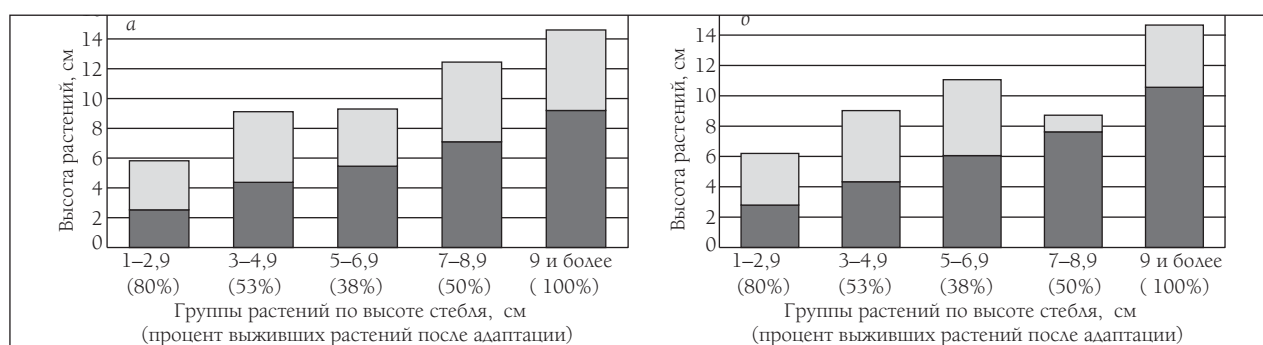 а
14
12
10
8
6
4
2
0
Высота растений, см
1–2,9 3–4,9 5–6,9 7–8,9 9 и более
(80%) (53%) (38%) (50%) ( 100%)
Группы растений по высоте стебля, см
(процент выживших растений после адаптации)
б
14
12
10
8
6
4
2
0
Высота растений, см
1–2,9 3–4,9 5–6,9 7–8,9 9 и более
(80%) (53%) (38%) (50%) ( 100%)
Группы растений по высоте стебля, см
(процент выживших растений после адаптации)